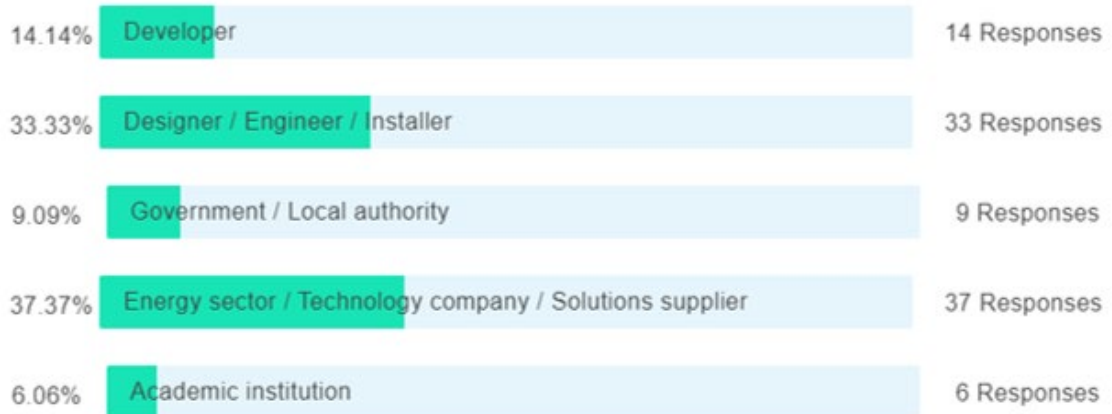 14.14% Developer 14 Responses
33.33% Designer / Engineer / Installer 33 Responses
9.09% Government / Local authority 9 Responses
37.37% Energy sector / Technology company / Solutions supplier 37 Responses
6.06% Academic institution 6 Responses